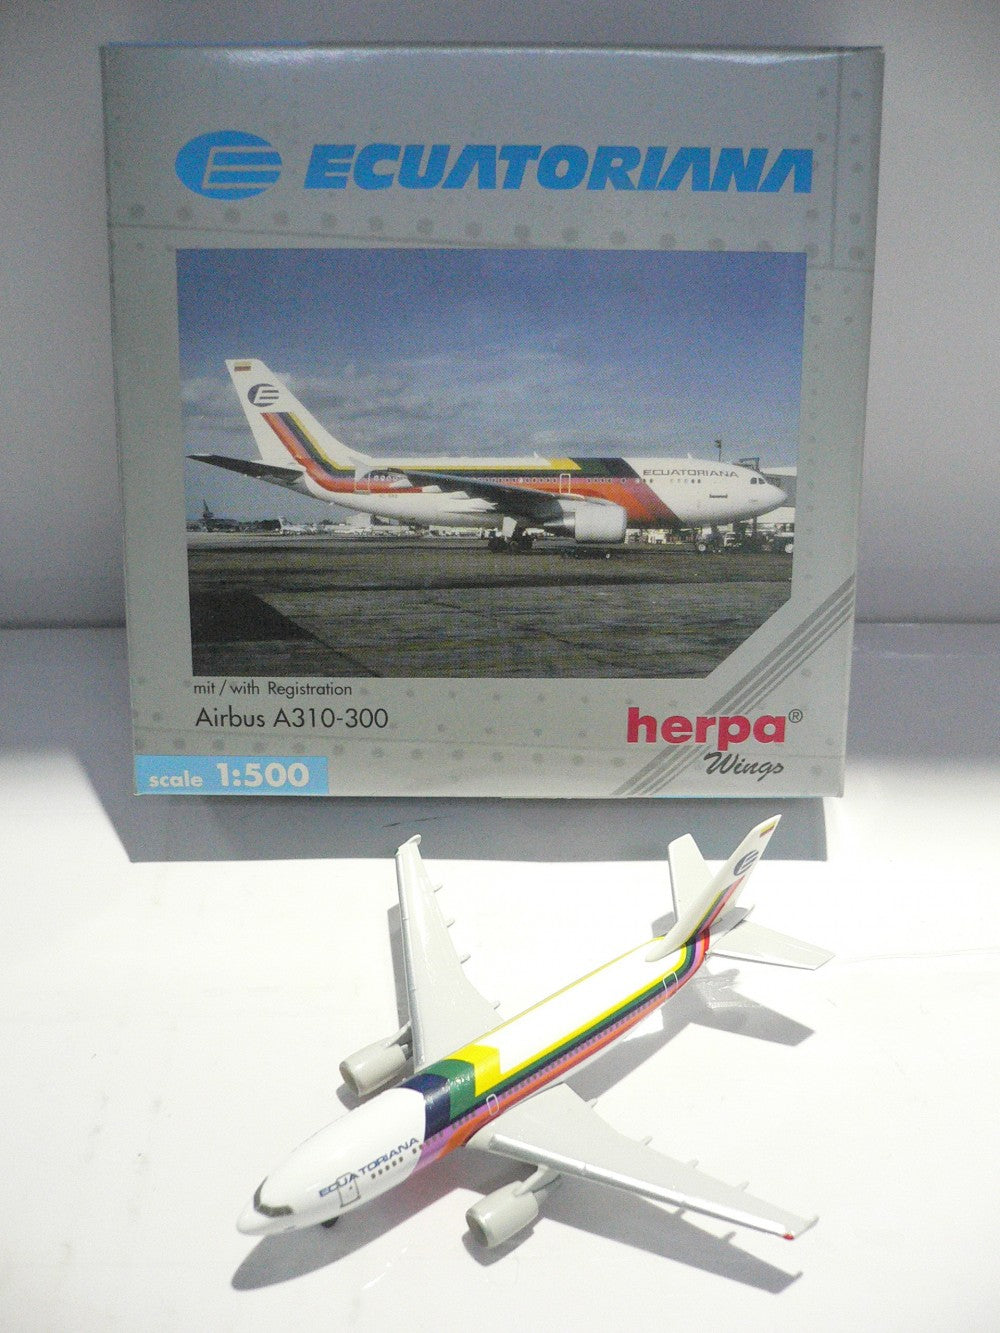 ECUATORIANA
ECUATORIANA
mit / with Registration
Airbus A310-300
herpa®
Wings
scale 1:500
ECUATORIANA